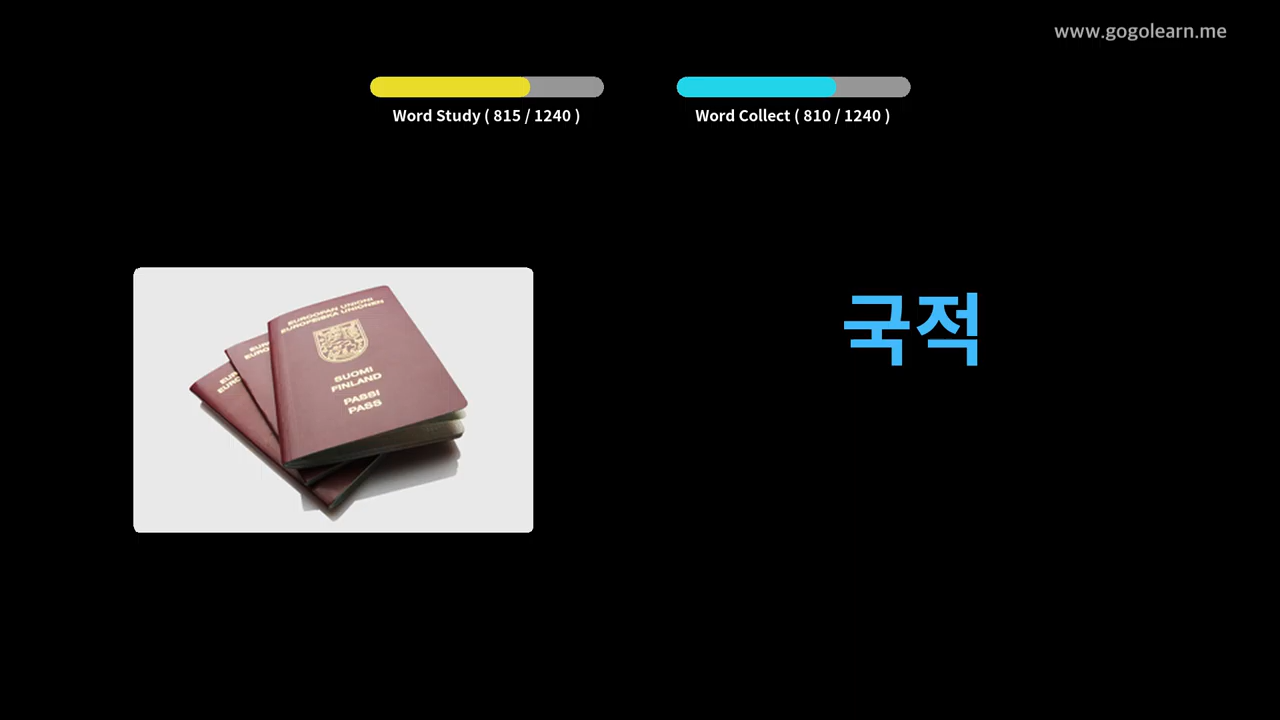 www.gogolearn.me
Word Study ( 815 / 1240 )
Word Collect ( 810 / 1240 )
EUROOPAN UNIONI
EUROPEISKA UNIONEN
SUOMI
FINLAND
PASSI
PASS
국적